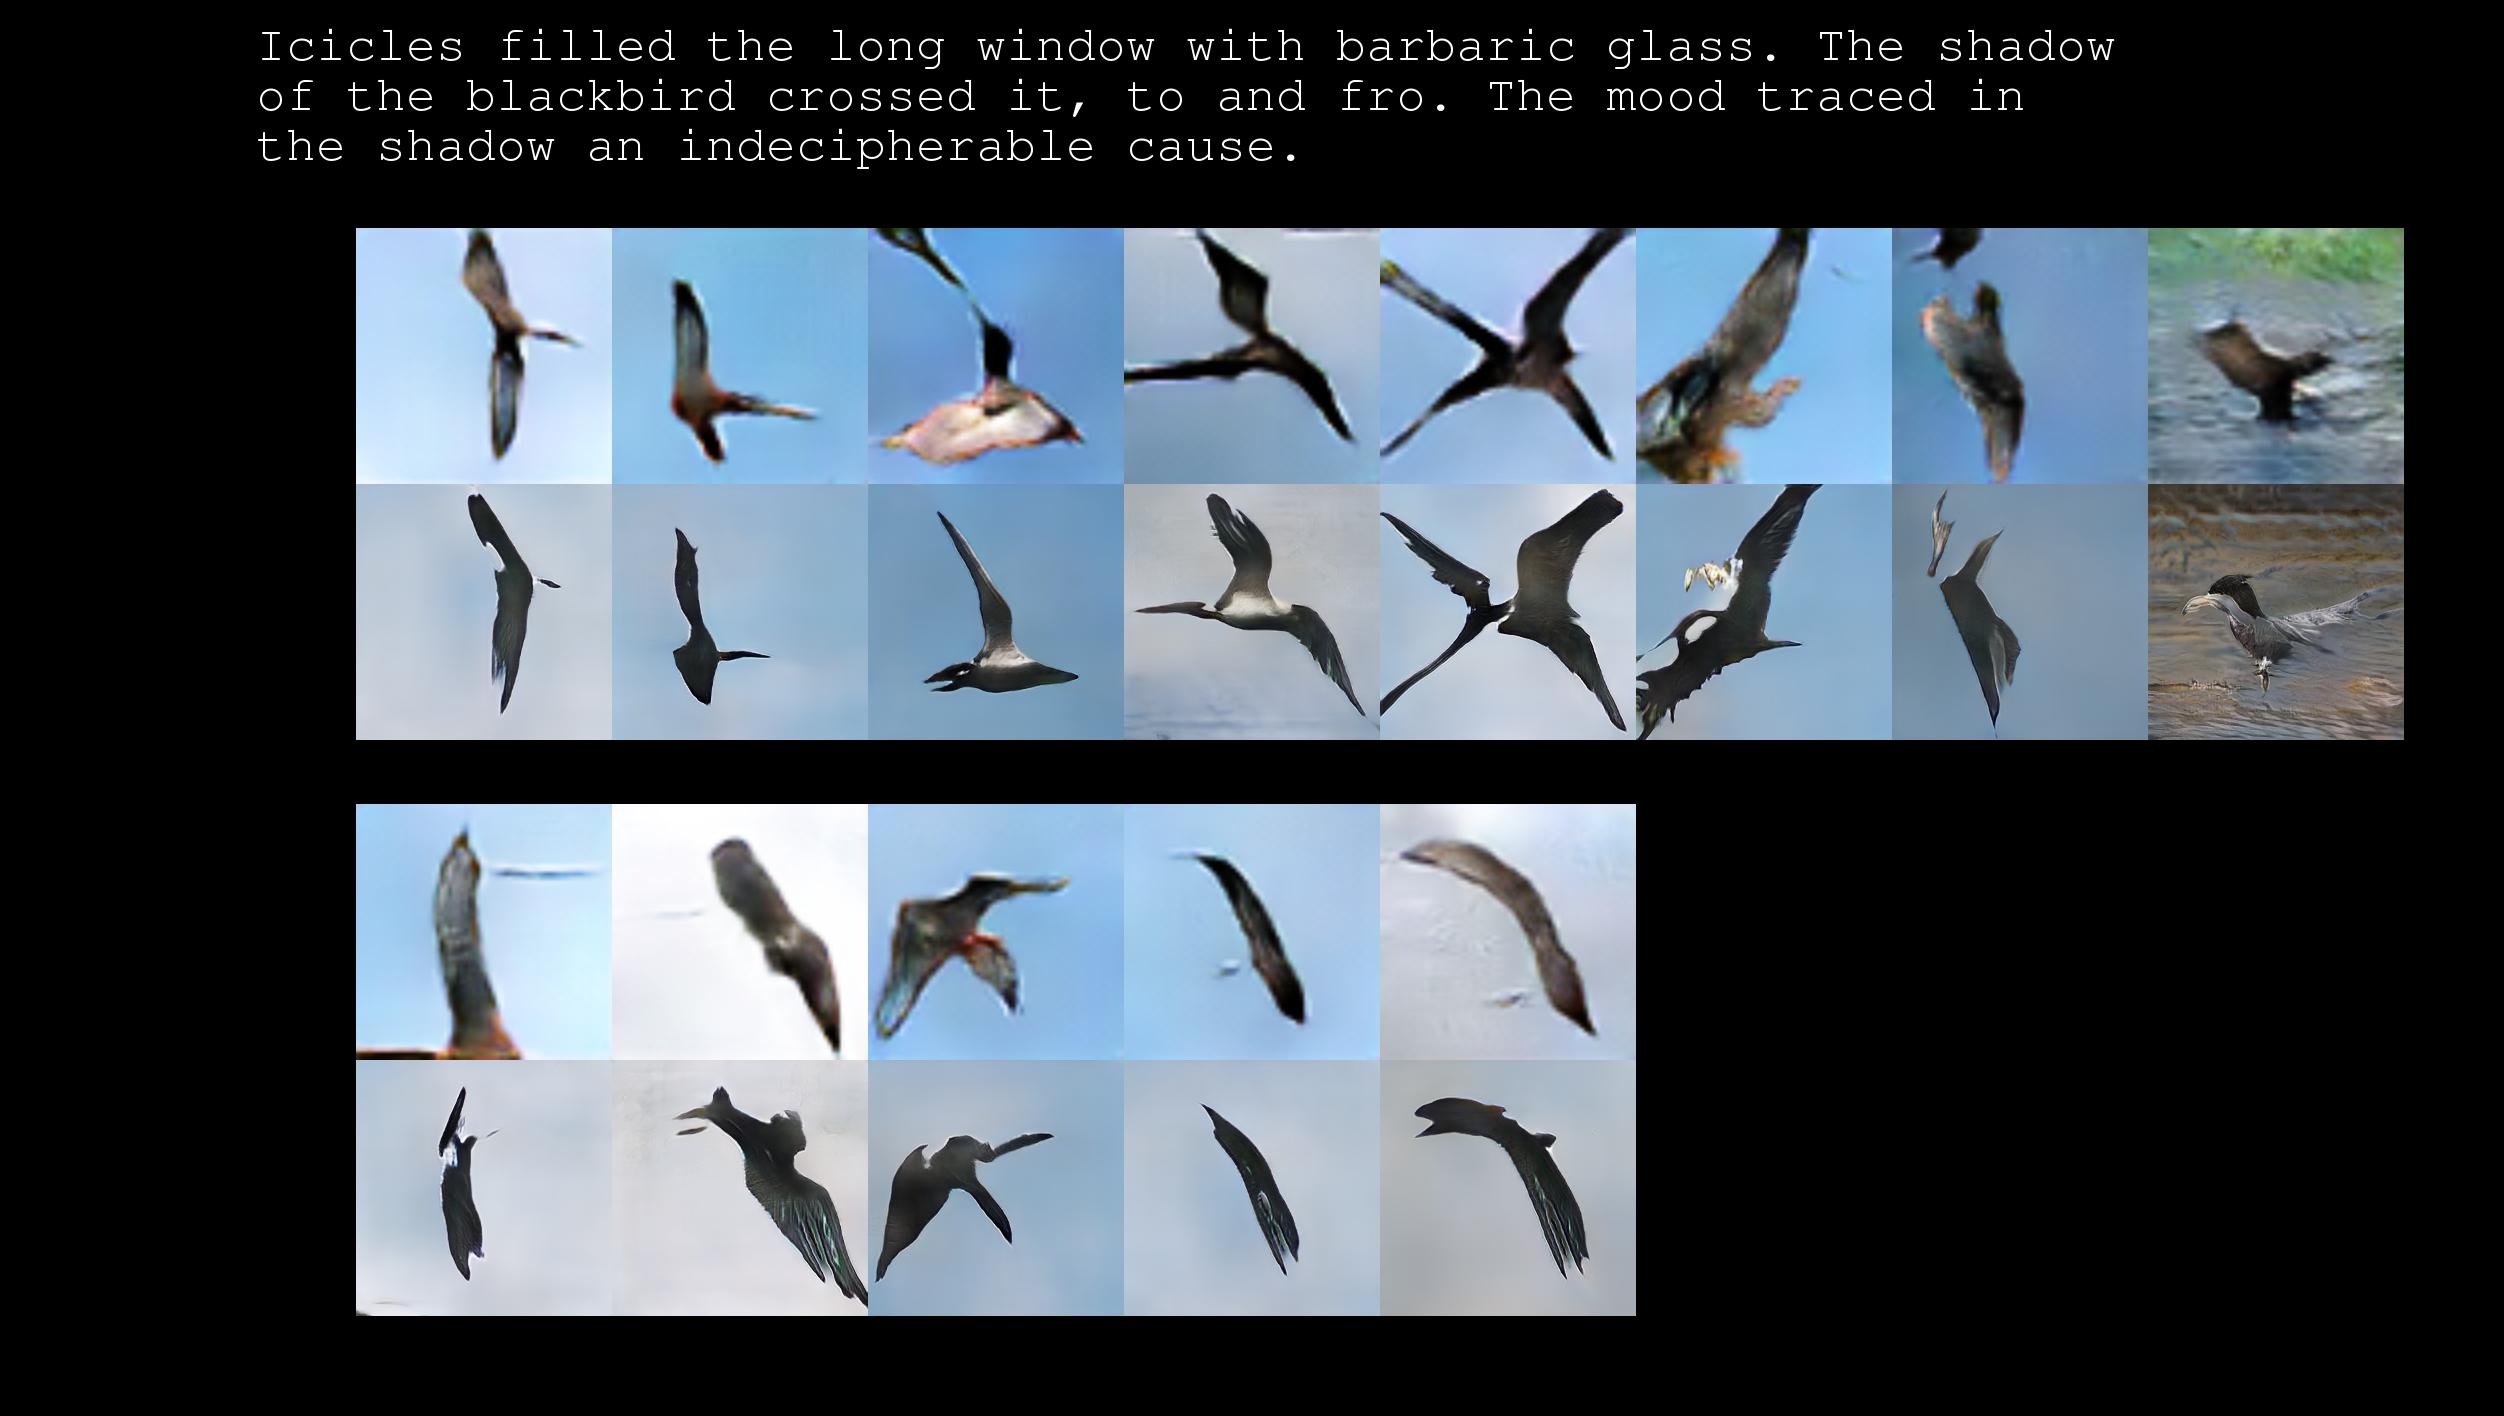 Icicles filled the long window with barbaric glass. The shadow
of the blackbird crossed it, to and fro. The mood traced in
the shadow an indecipherable cause.